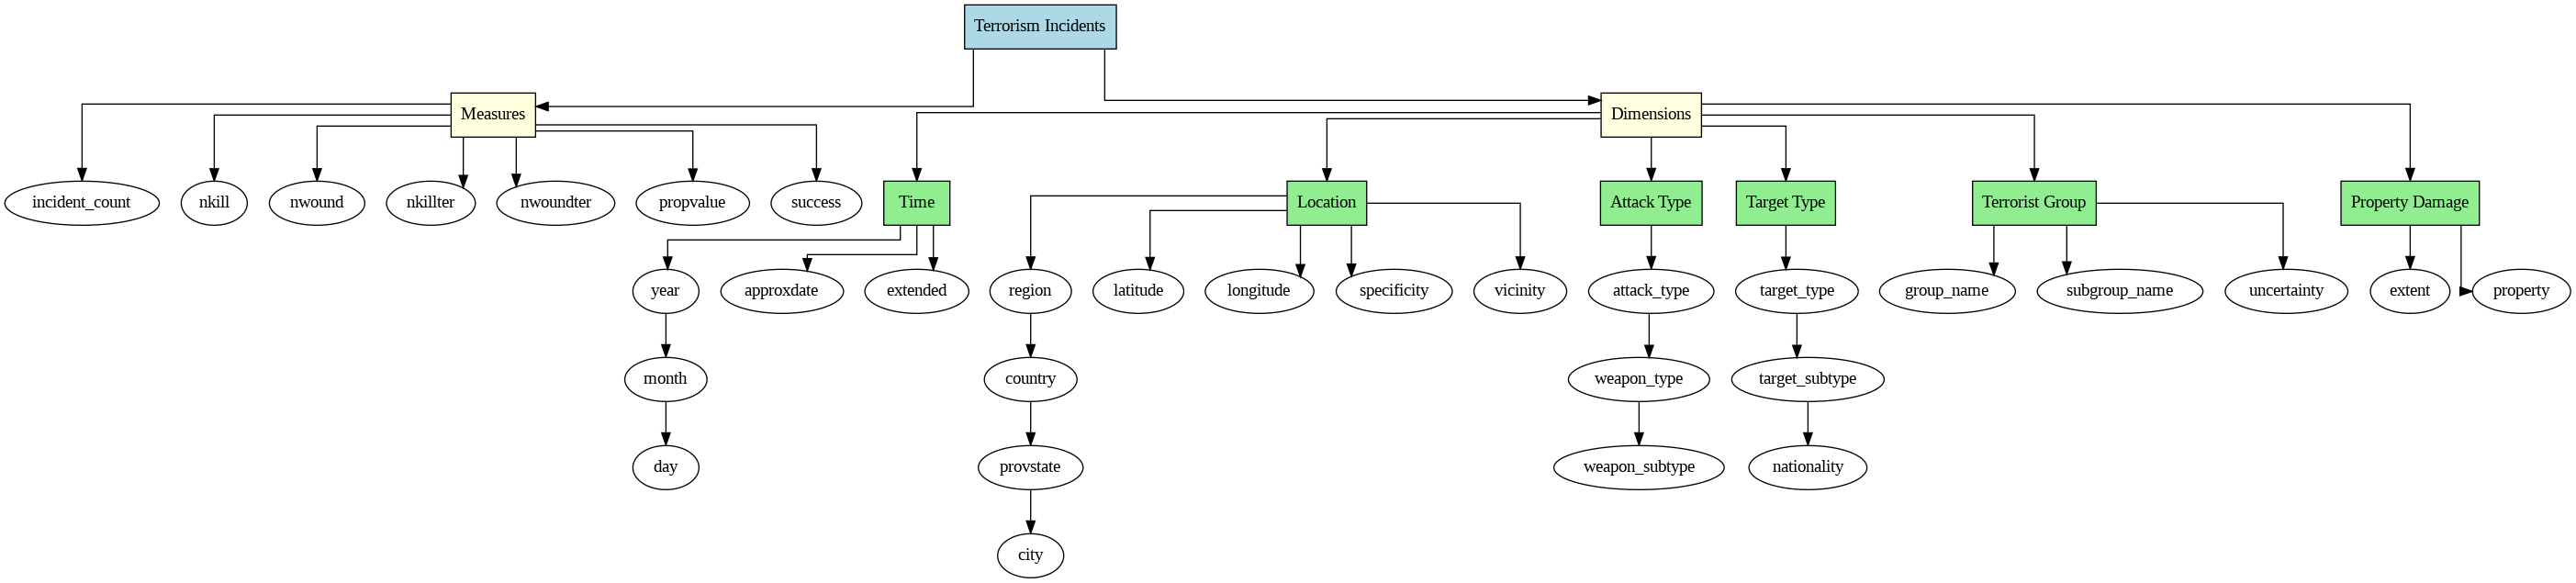 Terrorism Incidents
Measures
Dimensions
incident_count
nkill
nwound
nkillter
nwoundter
propvalue
success
Time
Location
Attack Type
Target Type
Terrorist Group
Property Damage
year
approxdate
extended
region
latitude
longitude
specificity
vicinity
attack_type
target_type
group_name
subgroup_name
uncertainty
extent
property
month
country
weapon_type
target_subtype
day
provstate
weapon_subtype
nationality
city